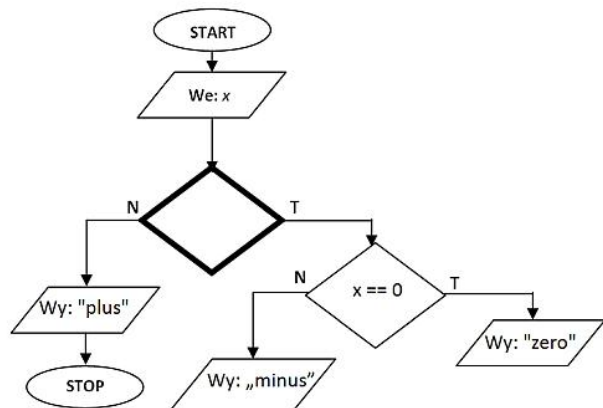 START
We: x
N
T
Wy: "plus"
N
x == 0
T
STOP
Wy: „minus”
Wy: "zero"